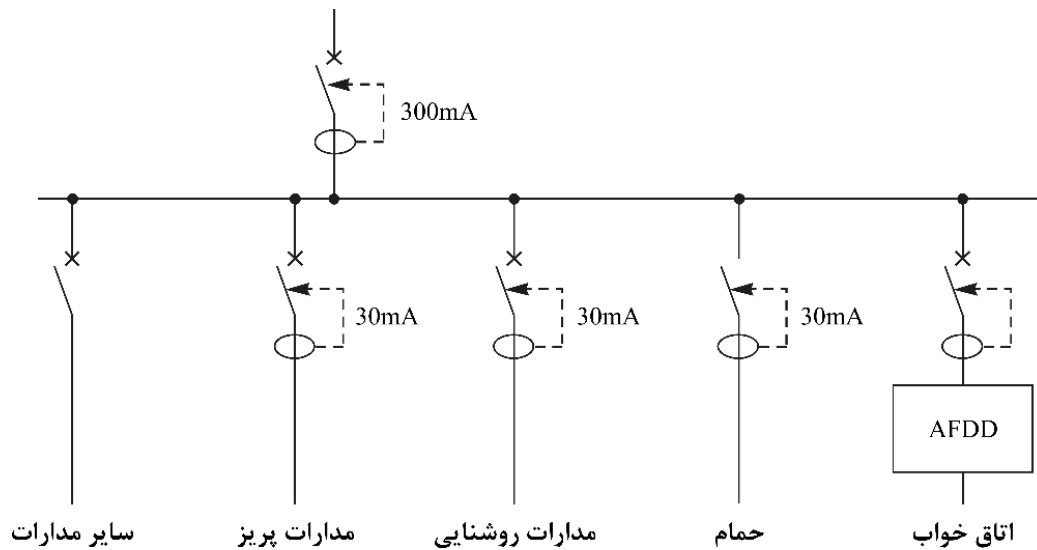 300mA
30mA
30mA
30mA
AFDD
سایر مدارات
مدارات پریز
مدارات روشنایی
حمام
اتاق خواب